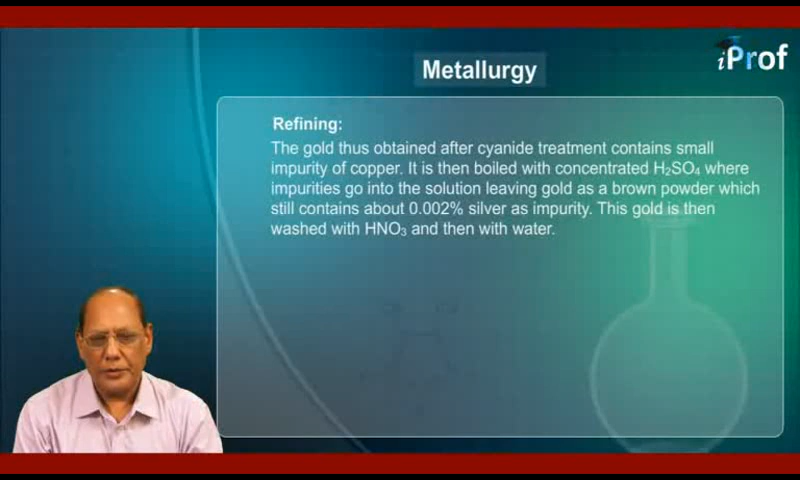 iProf
Metallurgy
Refining:
The gold thus obtained after cyanide treatment contains small
impurity of copper. It is then boiled with concentrated H₂SO₄ where
impurities go into the solution leaving gold as a brown powder which
still contains about 0.002% silver as impurity. This gold is then
washed with HNO₃ and then with water.